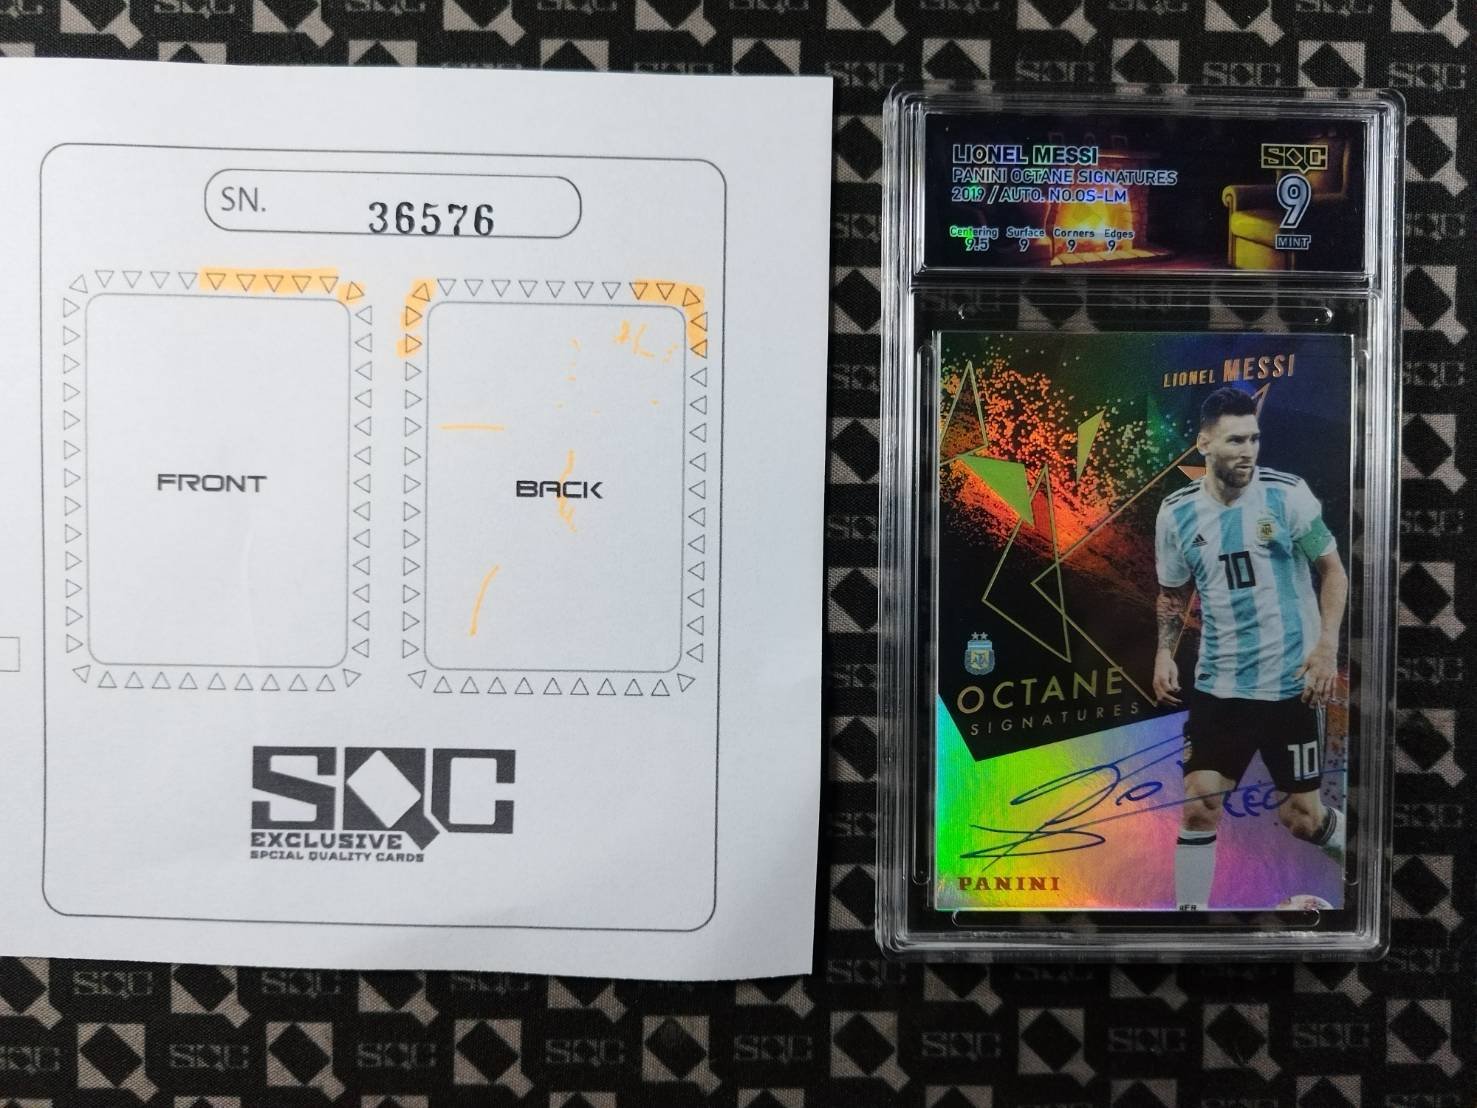 SN. 36576
FRONT
BACK
SQC
EXCLUSIVE
SPCIAL QUALITY CARDS
LIONEL MESSI
PANINI OCTANE SIGNATURES
2019 / AUTO. NO.OS-LM
Centering Surface Corners Edges
9.5 9 9 9
SQC
9
MINT
LIONEL MESSI
10
AFA
OCTANE
SIGNATURES
10
LEO
PANINI